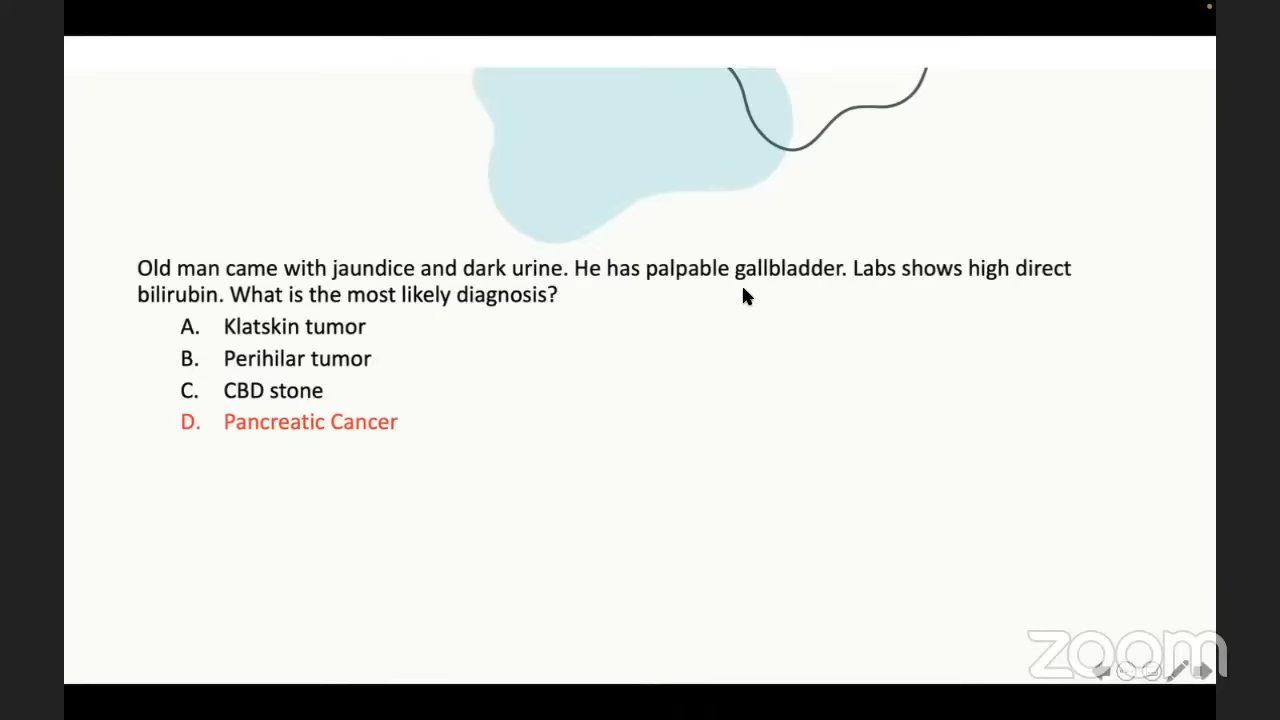 Old man came with jaundice and dark urine. He has palpable gallbladder. Labs shows high direct
bilirubin. What is the most likely diagnosis?
A. Klatskin tumor
B. Perihilar tumor
C. CBD stone
D. Pancreatic Cancer
zoom